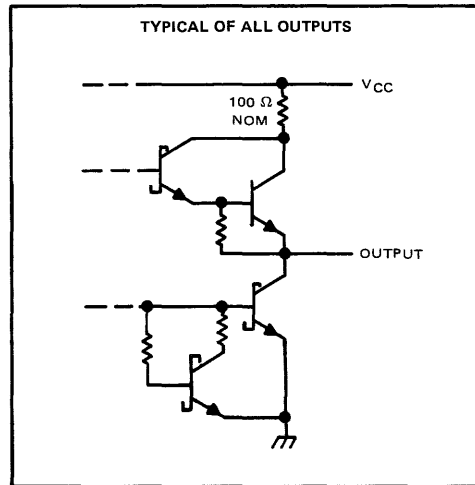 TYPICAL OF ALL OUTPUTS
VCC
100 Ω
NOM
OUTPUT